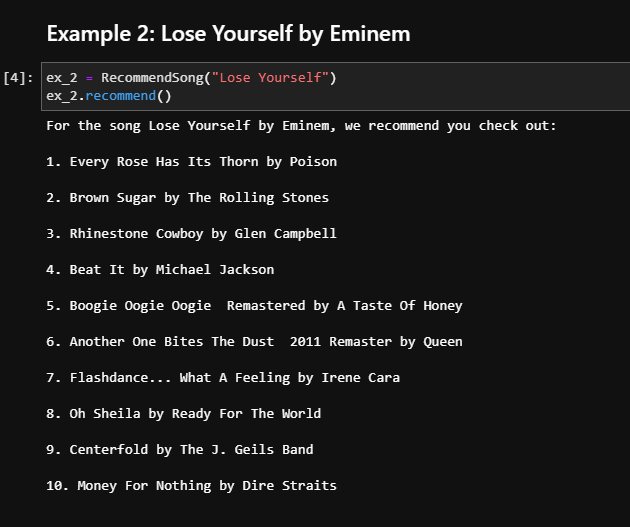 Example 2: Lose Yourself by Eminem
[4]: ex_2 = RecommendSong("Lose Yourself")
ex_2.recommend()
For the song Lose Yourself by Eminem, we recommend you check out:
1. Every Rose Has Its Thorn by Poison
2. Brown Sugar by The Rolling Stones
3. Rhinestone Cowboy by Glen Campbell
4. Beat It by Michael Jackson
5. Boogie Oogie Oogie  Remastered by A Taste Of Honey
6. Another One Bites The Dust  2011 Remaster by Queen
7. Flashdance... What A Feeling by Irene Cara
8. Oh Sheila by Ready For The World
9. Centerfold by The J. Geils Band
10. Money For Nothing by Dire Straits